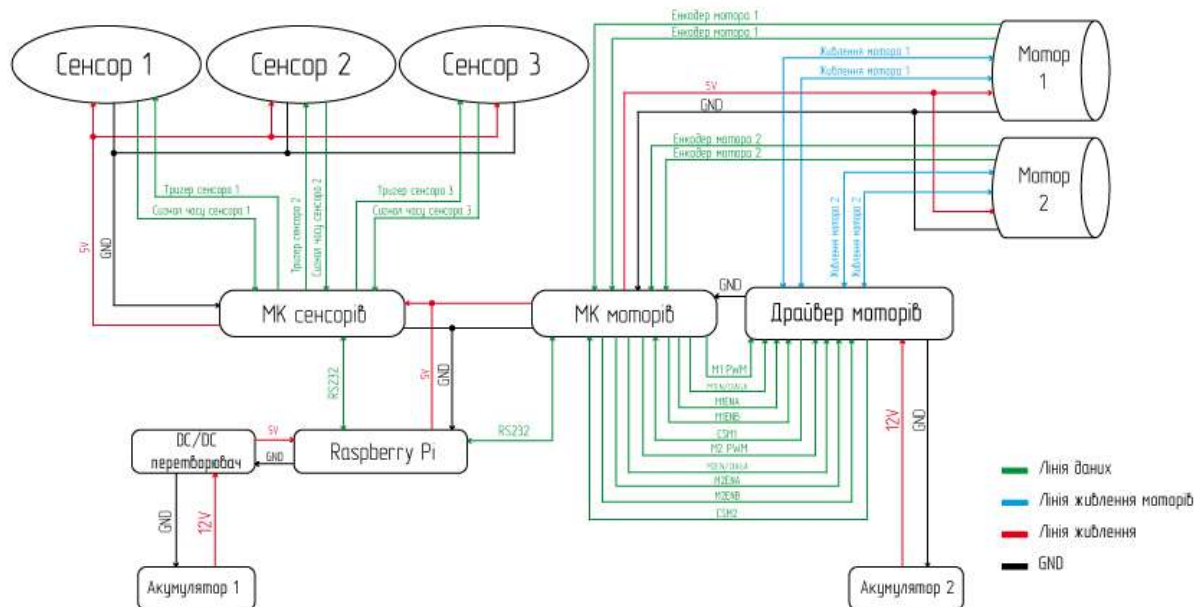 Енкодер мотора 1
Енкодер мотора 1
Сенсор 1
Сенсор 2
Сенсор 3
Мотор
1
Живлення мотора 1
Живлення мотора 1
5V
GND
Енкодер мотора 2
Енкодер мотора 2
Мотор
2
Тригер сенсора 1
Сигнал часу сенсора 1
Тригер сенсора 2
Сигнал часу сенсора 2
Тригер сенсора 3
Сигнал часу сенсора 3
Живлення мотора 2
Живлення мотора 2
5V
GND
GND
МК сенсорів
МК моторів
Драйвер моторів
RS232
5V
GND
M1 PWM
M1EN/DIAGA
M1ENA
M1ENB
CSM1
M2 PWM
M2EN/DIAGA
M2ENA
M2ENB
CSM2
12V
GND
RS232
DC/DC
перетворювач
5V
GND
Raspberry Pi
GND
12V
Акумулятор 1
Акумулятор 2
Лінія даних
Лінія живлення моторів
Лінія живлення
GND